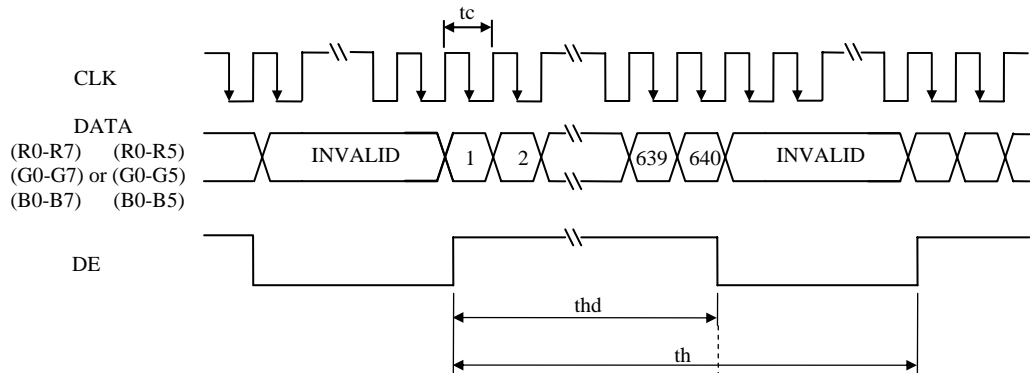 tc
CLK
DATA
(R0-R7) (R0-R5)
(G0-G7) or (G0-G5)
(B0-B7) (B0-B5)
INVALID 1 2 639 640 INVALID
DE
thd
th